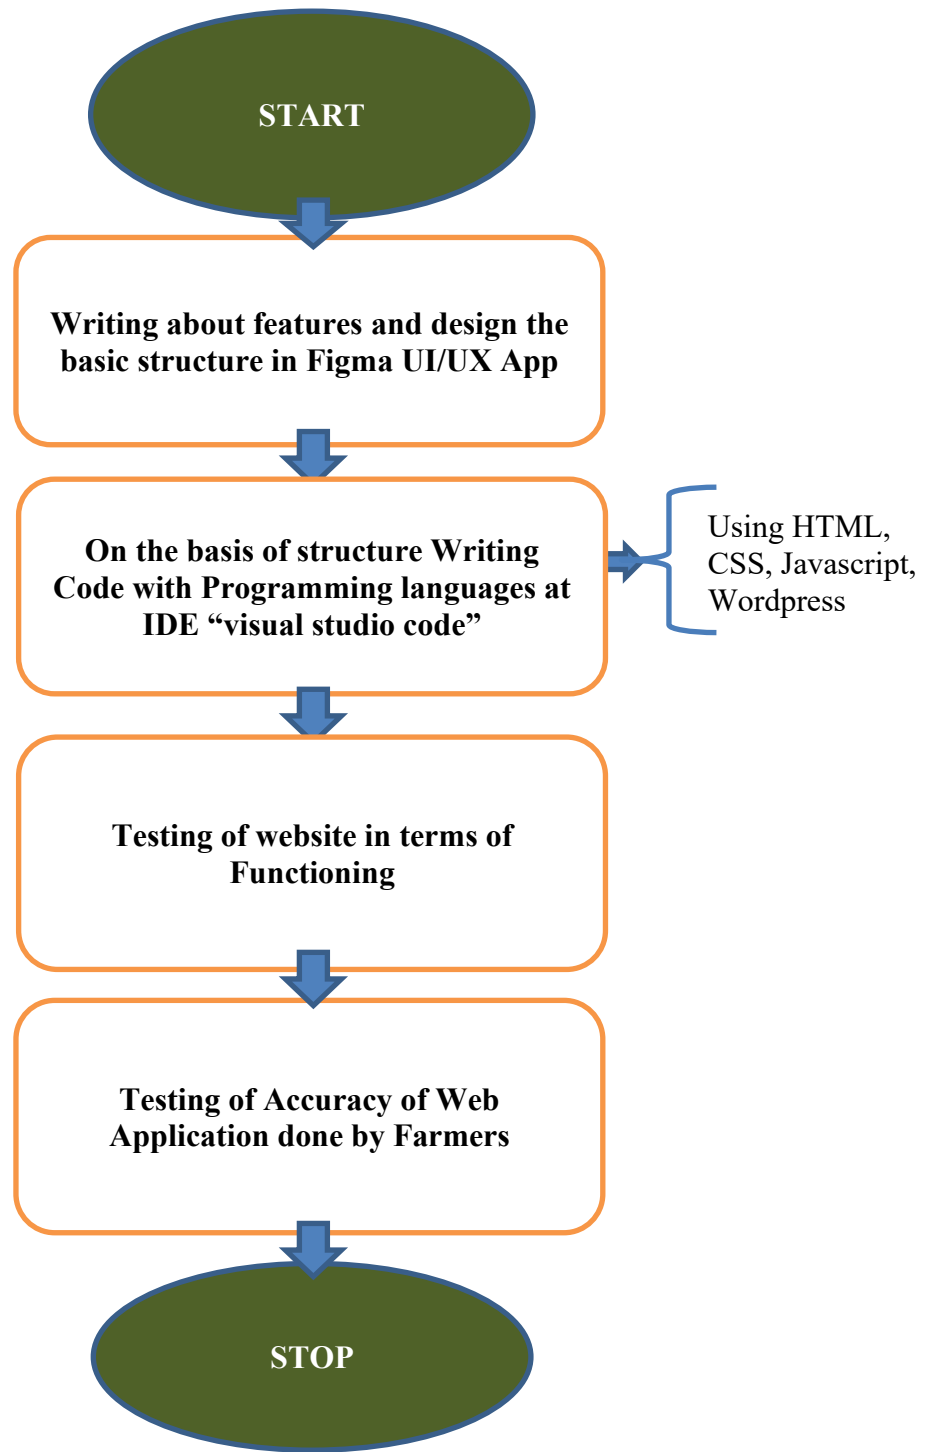 START
Writing about features and design the
basic structure in Figma UI/UX App
On the basis of structure Writing
Code with Programming languages at
IDE “visual studio code”
Using HTML,
CSS, Javascript,
Wordpress
Testing of website in terms of
Functioning
Testing of Accuracy of Web
Application done by Farmers
STOP